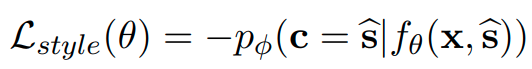 ℒ_style(θ) = −p_ϕ(𝐜 = 𝐬̂|f_θ(𝐱, 𝐬̂))